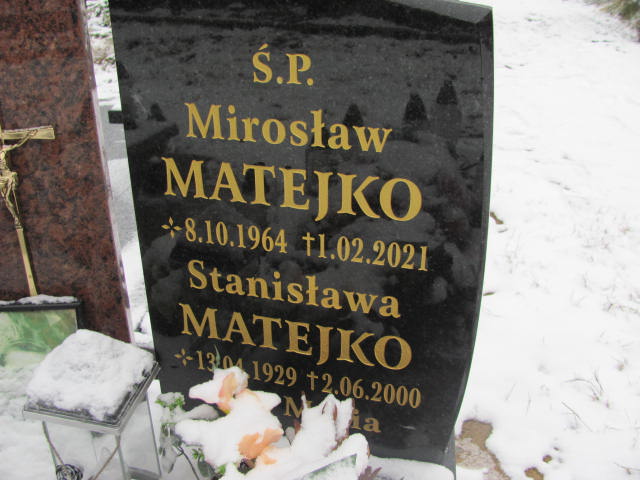 Ś.P.
Mirosław
MATEJKO
8.10.1964 †1.02.2021
Stanisława
MATEJKO
13.04.1929 †2.06.2000